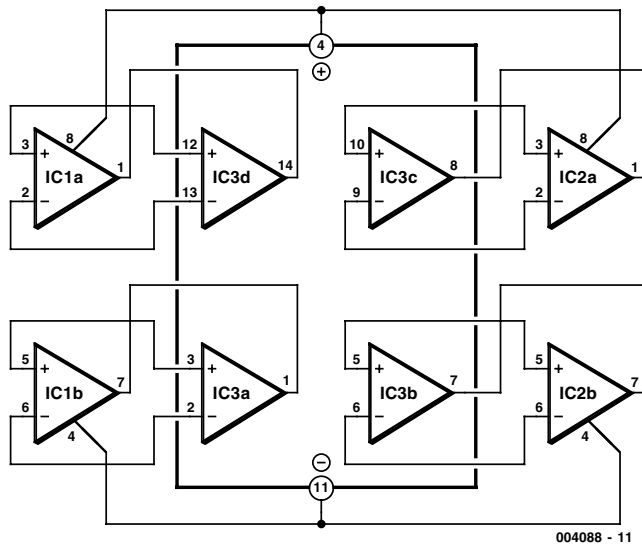 4
+
8
3 + 1
IC1a
2 −
12 + 14
IC3d
13 −
10 + 8
IC3c
9 −
8
3 + 1
IC2a
2 −
5 + 7
IC1b
6 −
4
3 + 1
IC3a
2 −
5 + 7
IC3b
6 −
5 + 7
IC2b
6 −
4
−
11
004088 - 11